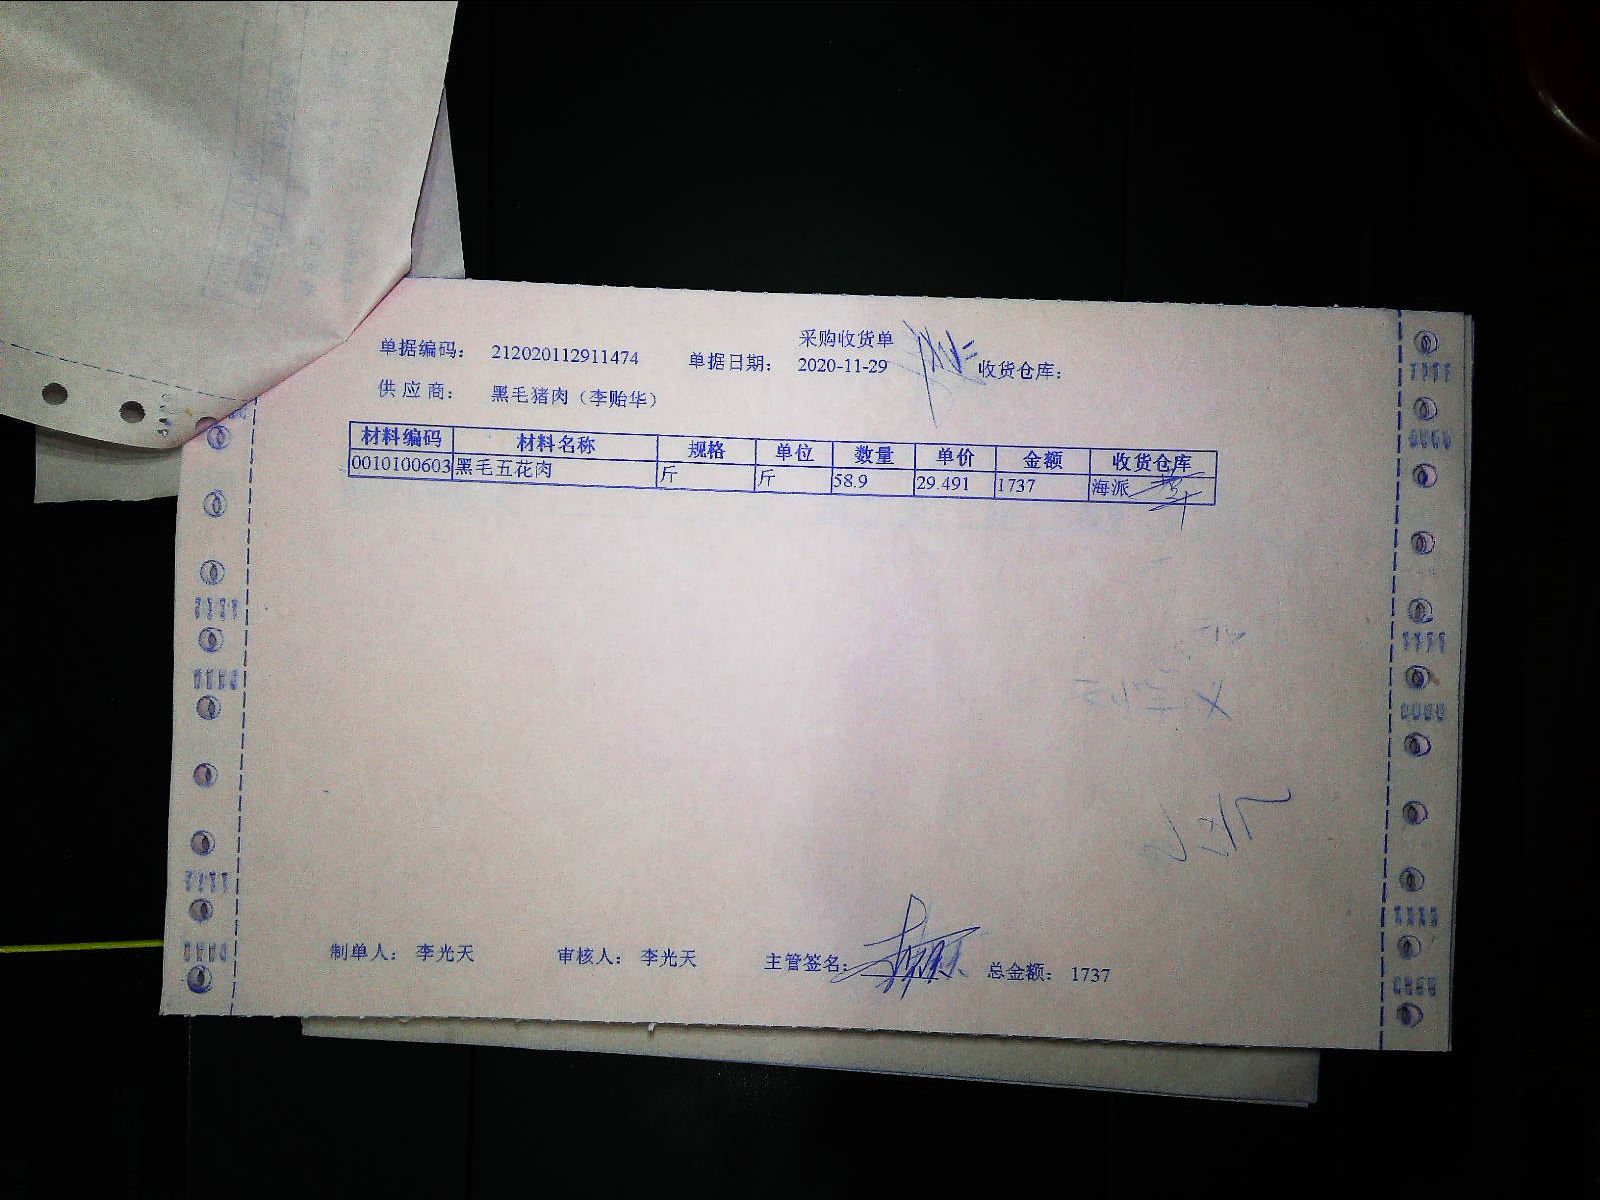 采购收货单
单据编码： 212020112911474 单据日期： 2020-11-29 收货仓库：
供 应 商： 黑毛猪肉（李贻华）
材料编码 材料名称 规格 单位 数量 单价 金额 收货仓库
0010100603 黑毛五花肉 斤 斤 58.9 29.491 1737 海派
制单人： 李光天 审核人： 李光天 主管签名： 总金额： 1737